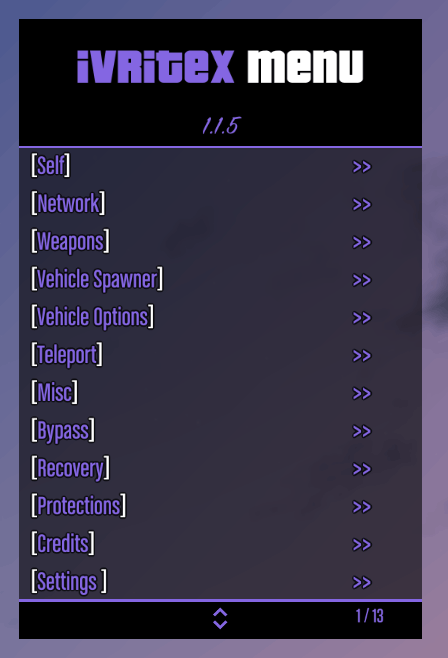 iVRiteX menu
1.1.5
[Self] >>
[Network] >>
[Weapons] >>
[Vehicle Spawner] >>
[Vehicle Options] >>
[Teleport] >>
[Misc] >>
[Bypass] >>
[Recovery] >>
[Protections] >>
[Credits] >>
[Settings ] >>
1 / 13